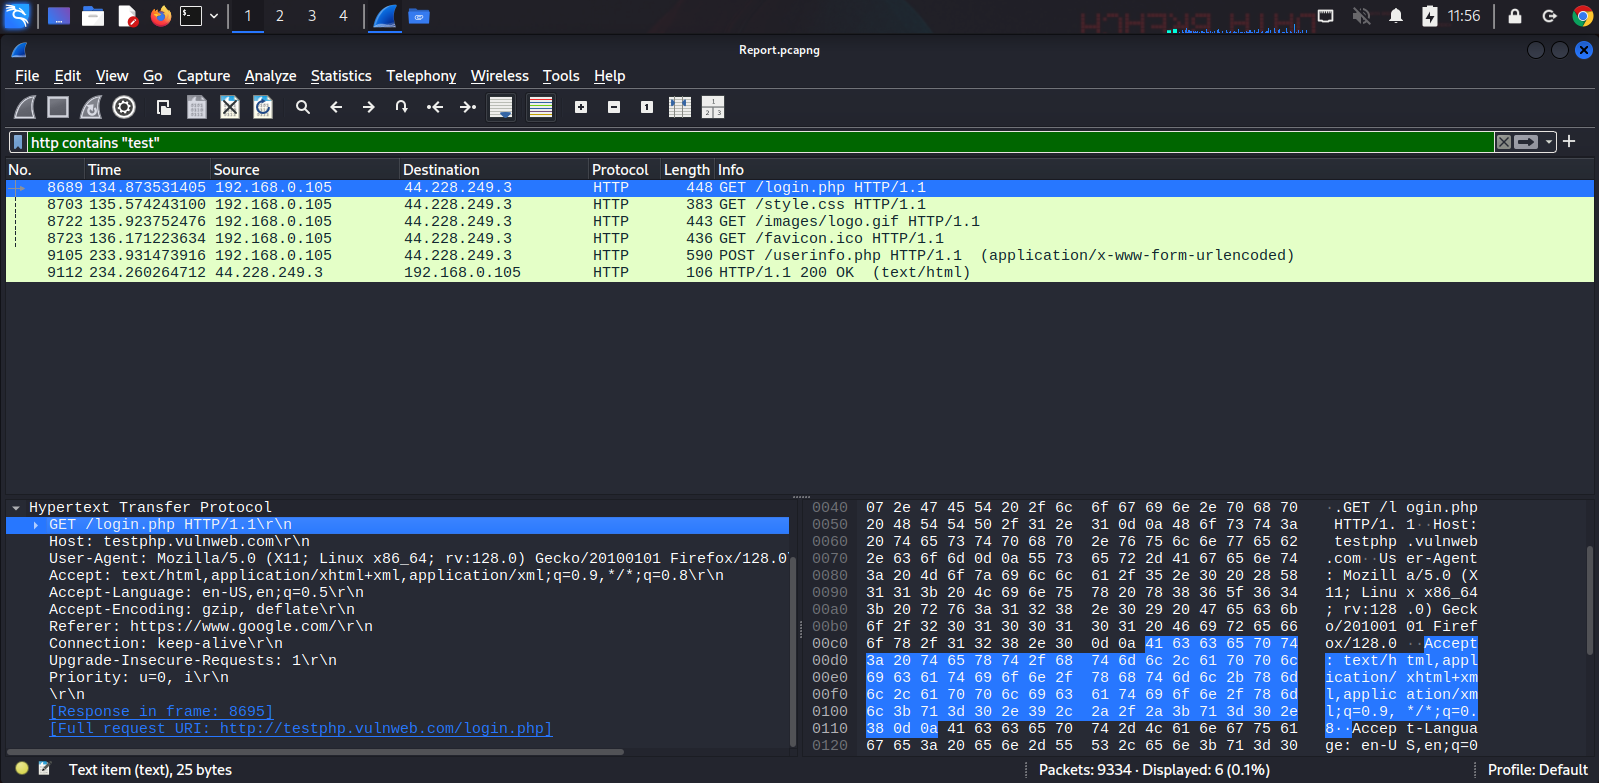 1 2 3 4 11:56
Report.pcapng
File Edit View Go Capture Analyze Statistics Telephony Wireless Tools Help
http contains "test"
No. Time Source Destination Protocol Length Info
8689 134.873531405 192.168.0.105 44.228.249.3 HTTP 448 GET /login.php HTTP/1.1
8703 135.574243100 192.168.0.105 44.228.249.3 HTTP 383 GET /style.css HTTP/1.1
8722 135.923752476 192.168.0.105 44.228.249.3 HTTP 443 GET /images/logo.gif HTTP/1.1
8723 136.171223634 192.168.0.105 44.228.249.3 HTTP 436 GET /favicon.ico HTTP/1.1
9105 233.931473916 192.168.0.105 44.228.249.3 HTTP 590 POST /userinfo.php HTTP/1.1 (application/x-www-form-urlencoded)
9112 234.260264712 44.228.249.3 192.168.0.105 HTTP 106 HTTP/1.1 200 OK (text/html)
Hypertext Transfer Protocol
GET /login.php HTTP/1.1\r\n
Host: testphp.vulnweb.com\r\n
User-Agent: Mozilla/5.0 (X11; Linux x86_64; rv:128.0) Gecko/20100101 Firefox/128.0
Accept: text/html,application/xhtml+xml,application/xml;q=0.9,*/*;q=0.8\r\n
Accept-Language: en-US,en;q=0.5\r\n
Accept-Encoding: gzip, deflate\r\n
Referer: https://www.google.com/\r\n
Connection: keep-alive\r\n
Upgrade-Insecure-Requests: 1\r\n
Priority: u=0, i\r\n
\r\n
[Response in frame: 8695]
[Full request URI: http://testphp.vulnweb.com/login.php]
0040 07 2e 47 45 54 20 2f 6c 6f 67 69 6e 2e 70 68 70 ·.GET /l ogin.php
0050 20 48 54 54 50 2f 31 2e 31 0d 0a 48 6f 73 74 3a HTTP/1. 1··Host:
0060 20 74 65 73 74 70 68 70 2e 76 75 6c 6e 77 65 62 testphp .vulnweb
0070 2e 63 6f 6d 0d 0a 55 73 65 72 2d 41 67 65 6e 74 .com··Us er-Agent
0080 3a 20 4d 6f 7a 69 6c 6c 61 2f 35 2e 30 20 28 58 : Mozill a/5.0 (X
0090 31 31 3b 20 4c 69 6e 75 78 20 78 38 36 5f 36 34 11; Linu x x86_64
00a0 3b 20 72 76 3a 31 32 38 2e 30 29 20 47 65 63 6b ; rv:128 .0) Geck
00b0 6f 2f 32 30 31 30 30 31 30 31 20 46 69 72 65 66 o/201001 01 Firef
00c0 6f 78 2f 31 32 38 2e 30 0d 0a 41 63 63 65 70 74 ox/128.0 ··Accept
00d0 3a 20 74 65 78 74 2f 68 74 6d 6c 2c 61 70 70 6c : text/h tml,appl
00e0 69 63 61 74 69 6f 6e 2f 78 68 74 6d 6c 2b 78 6d ication/ xhtml+xm
00f0 6c 2c 61 70 70 6c 69 63 61 74 69 6f 6e 2f 78 6d l,applic ation/xm
0100 6c 3b 71 3d 30 2e 39 2c 2a 2f 2a 3b 71 3d 30 2e l;q=0.9, */*;q=0.
0110 38 0d 0a 41 63 63 65 70 74 2d 4c 61 6e 67 75 61 8··Accep t-Langua
0120 67 65 3a 20 65 6e 2d 55 53 2c 65 6e 3b 71 3d 30 ge: en-U S,en;q=0
Text item (text), 25 bytes Packets: 9334 · Displayed: 6 (0.1%) Profile: Default